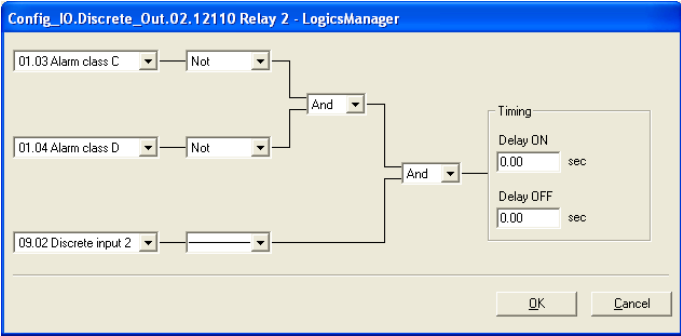 Config_IO.Discrete_Out.02.12110 Relay 2 - LogicsManager
01.03 Alarm class C
Not
And
Timing
Delay ON
01.04 Alarm class D
Not
0.00 sec
And
Delay OFF
0.00 sec
09.02 Discrete input 2
OK
Cancel